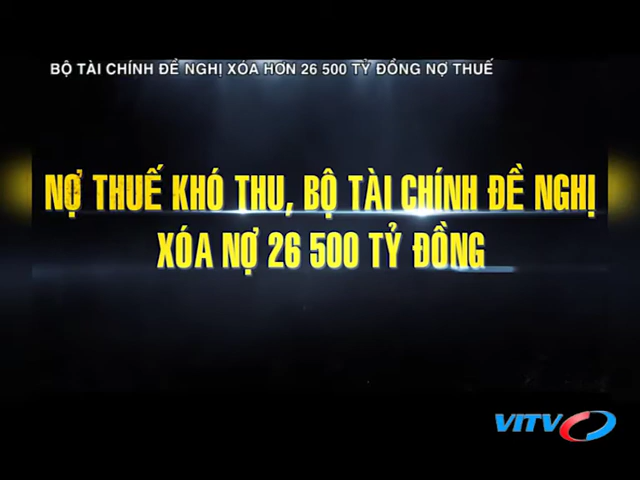 BỘ TÀI CHÍNH ĐỀ NGHỊ XÓA HƠN 26 500 TỶ ĐỒNG NỢ THUẾ
NỢ THUẾ KHÓ THU, BỘ TÀI CHÍNH ĐỀ NGHỊ
XÓA NỢ 26 500 TỶ ĐỒNG
VITV